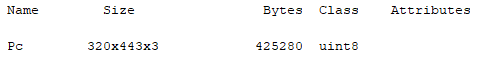 Name Size Bytes Class Attributes
Pc 320x443x3 425280 uint8